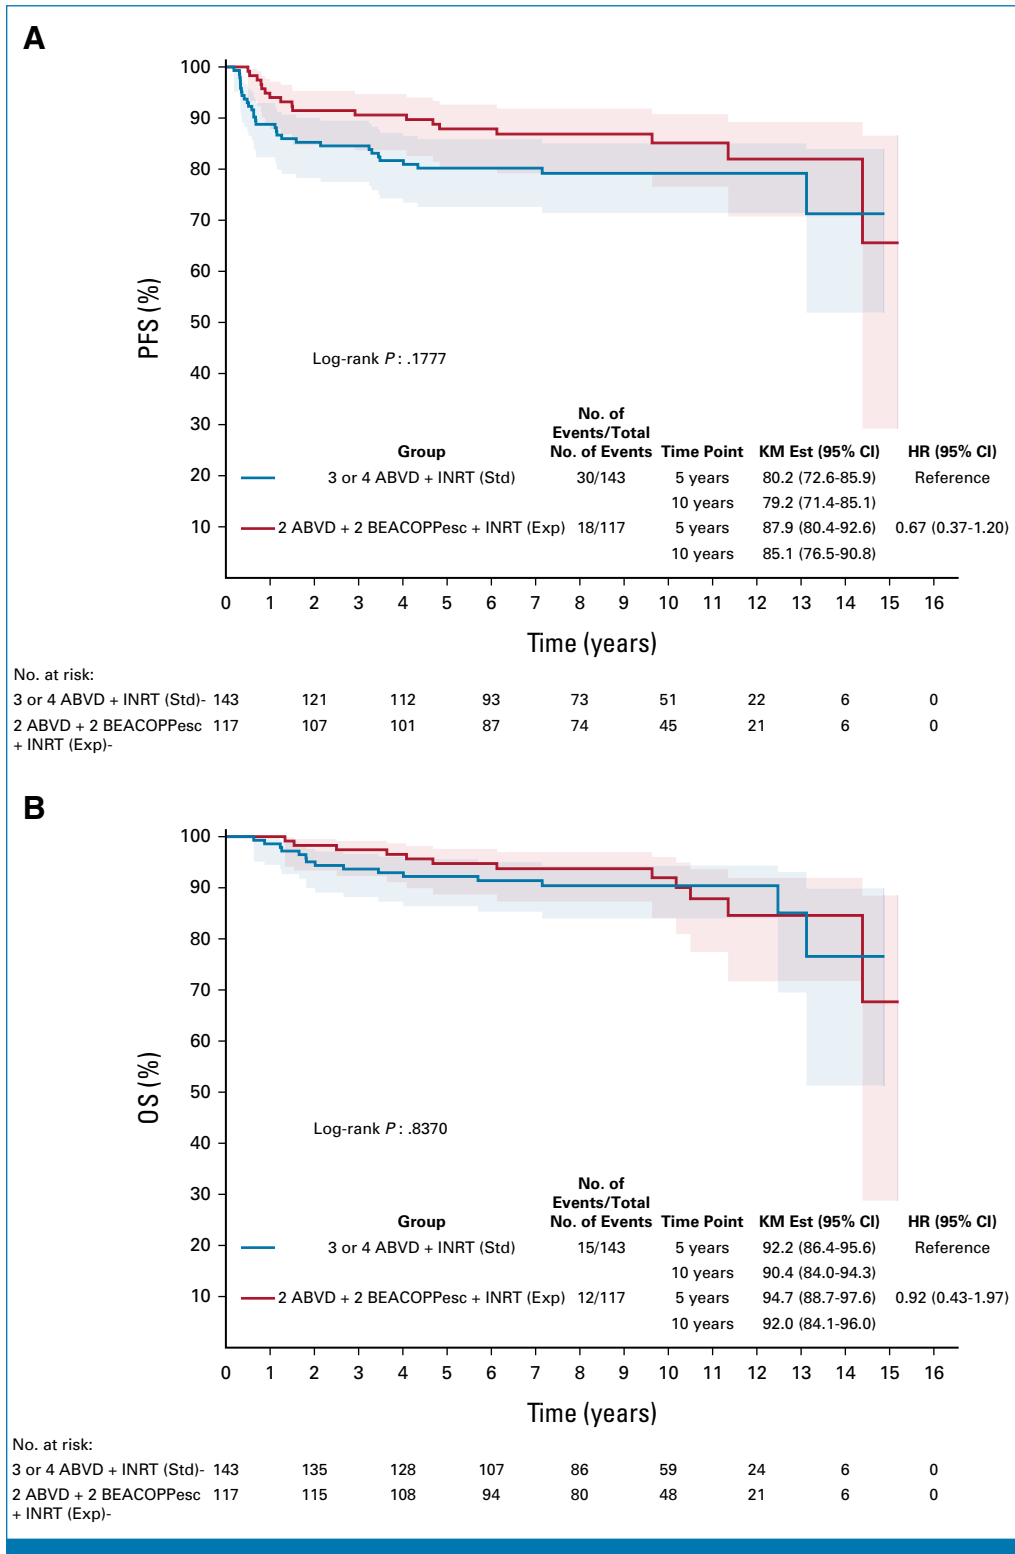 A
100
90
80
70
60
50
40
30
20
10
PFS (%)
Log-rank P: .1777
No. of
Events/Total
Group No. of Events Time Point KM Est (95% CI) HR (95% CI)
3 or 4 ABVD + INRT (Std) 30/143 5 years 80.2 (72.6-85.9) Reference
10 years 79.2 (71.4-85.1)
2 ABVD + 2 BEACOPPesc + INRT (Exp) 18/117 5 years 87.9 (80.4-92.6) 0.67 (0.37-1.20)
10 years 85.1 (76.5-90.8)
0 1 2 3 4 5 6 7 8 9 10 11 12 13 14 15 16
Time (years)
No. at risk:
3 or 4 ABVD + INRT (Std)- 143 121 112 93 73 51 22 6 0
2 ABVD + 2 BEACOPPesc 117 107 101 87 74 45 21 6 0
+ INRT (Exp)-
B
100
90
80
70
60
50
40
30
20
10
OS (%)
Log-rank P: .8370
No. of
Events/Total
Group No. of Events Time Point KM Est (95% CI) HR (95% CI)
3 or 4 ABVD + INRT (Std) 15/143 5 years 92.2 (86.4-95.6) Reference
10 years 90.4 (84.0-94.3)
2 ABVD + 2 BEACOPPesc + INRT (Exp) 12/117 5 years 94.7 (88.7-97.6) 0.92 (0.43-1.97)
10 years 92.0 (84.1-96.0)
0 1 2 3 4 5 6 7 8 9 10 11 12 13 14 15 16
Time (years)
No. at risk:
3 or 4 ABVD + INRT (Std)- 143 135 128 107 86 59 24 6 0
2 ABVD + 2 BEACOPPesc 117 115 108 94 80 48 21 6 0
+ INRT (Exp)-